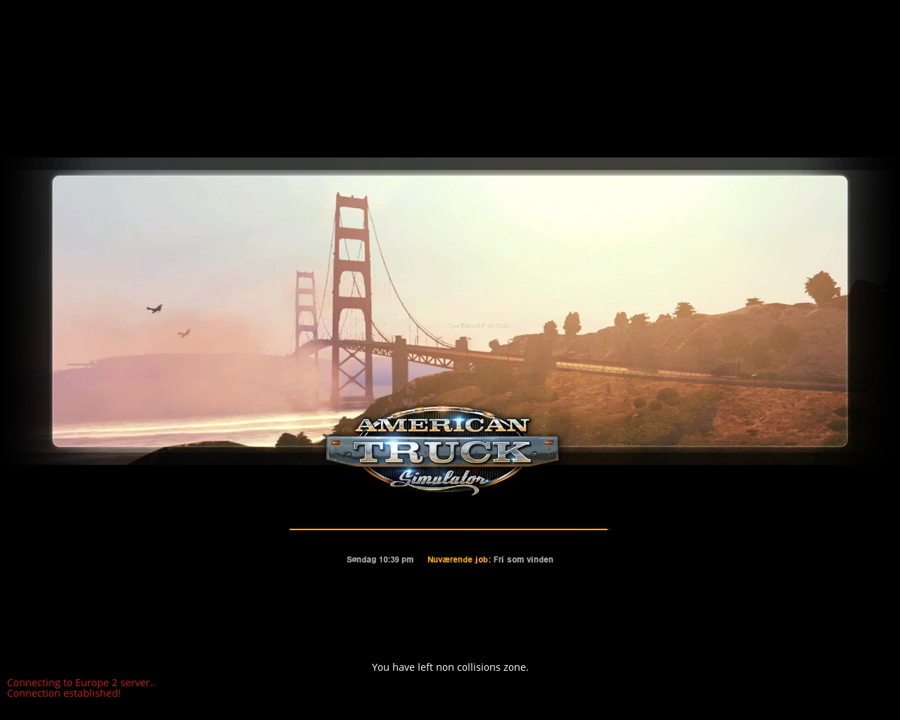 AMERICAN
TRUCK
Simulator
Søndag 10:39 pm Nuværende job: Fri som vinden
You have left non collisions zone.
Connecting to Europe 2 server..
Connection established!